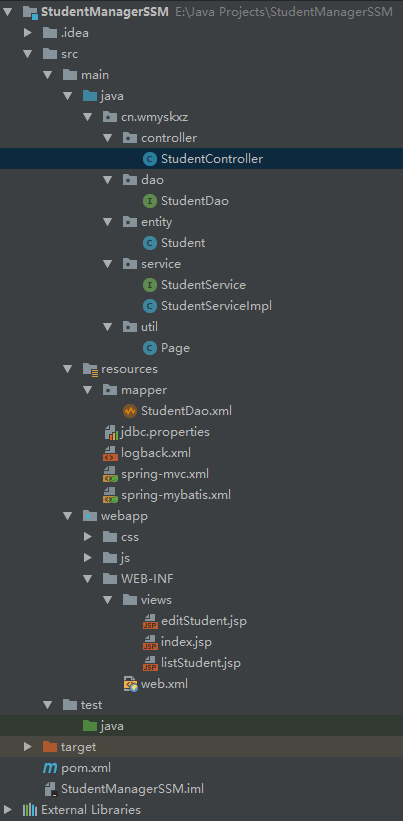 StudentManagerSSM E:\Java Projects\StudentManagerSSM
.idea
src
main
java
cn.wmyskxz
controller
StudentController
dao
StudentDao
entity
Student
service
StudentService
StudentServiceImpl
util
Page
resources
mapper
StudentDao.xml
jdbc.properties
logback.xml
spring-mvc.xml
spring-mybatis.xml
webapp
css
js
WEB-INF
views
editStudent.jsp
index.jsp
listStudent.jsp
web.xml
test
java
target
pom.xml
StudentManagerSSM.iml
External Libraries